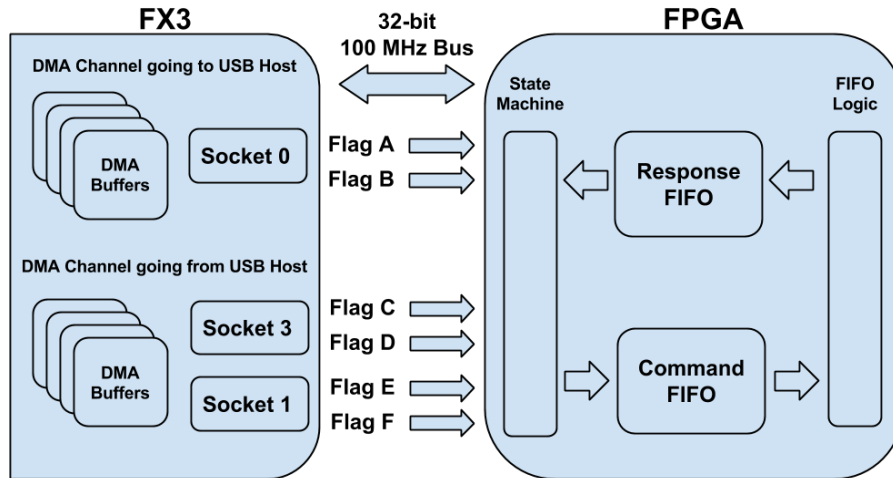 FX3
32-bit
100 MHz Bus
FPGA
DMA Channel going to USB Host
DMA
Buffers
Socket 0
Flag A
Flag B
State
Machine
FIFO
Logic
Response
FIFO
DMA Channel going from USB Host
DMA
Buffers
Socket 3
Socket 1
Flag C
Flag D
Flag E
Flag F
Command
FIFO